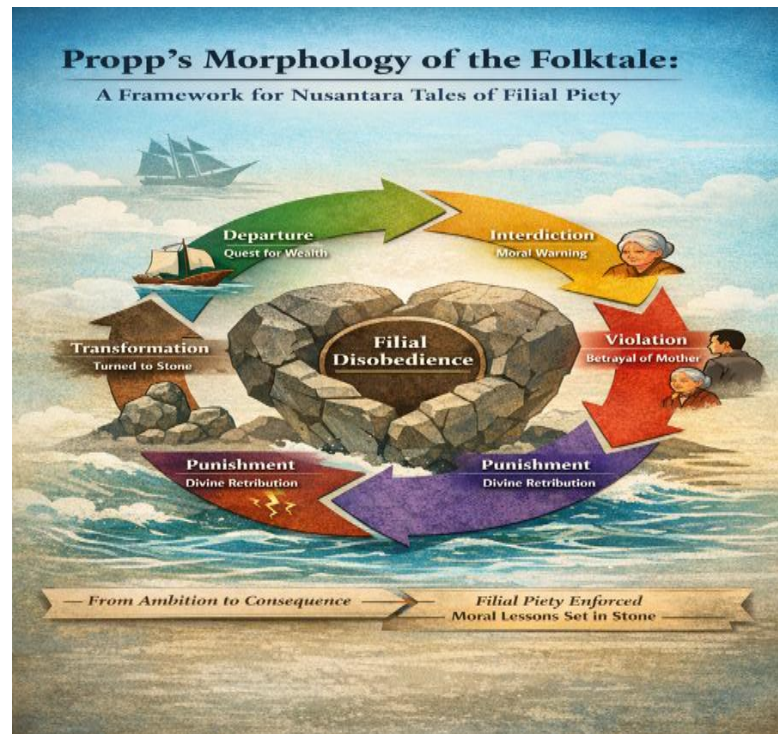 Propp's Morphology of the Folktale:
A Framework for Nusantara Tales of Filial Piety
Departure
Quest for Wealth
Interdiction
Moral Warning
Transformation
Turned to Stone
Filial
Disobedience
Violation
Betrayal of Mother
Punishment
Divine Retribution
Punishment
Divine Retribution
From Ambition to Consequence
Filial Piety Enforced
Moral Lessons Set in Stone